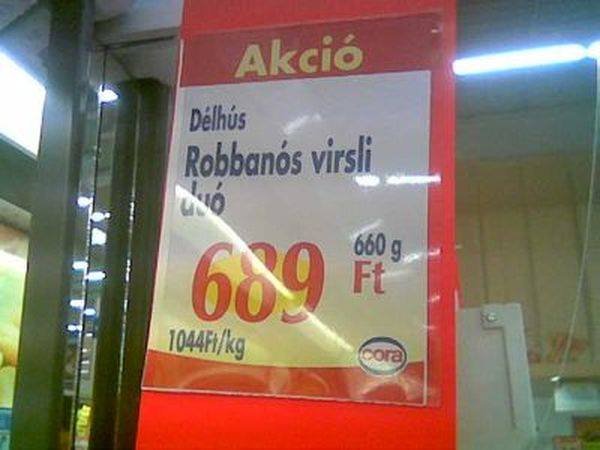 Akció
Délhús
Robbanós virsli
duó
660 g
689 Ft
1044Ft/kg
cora